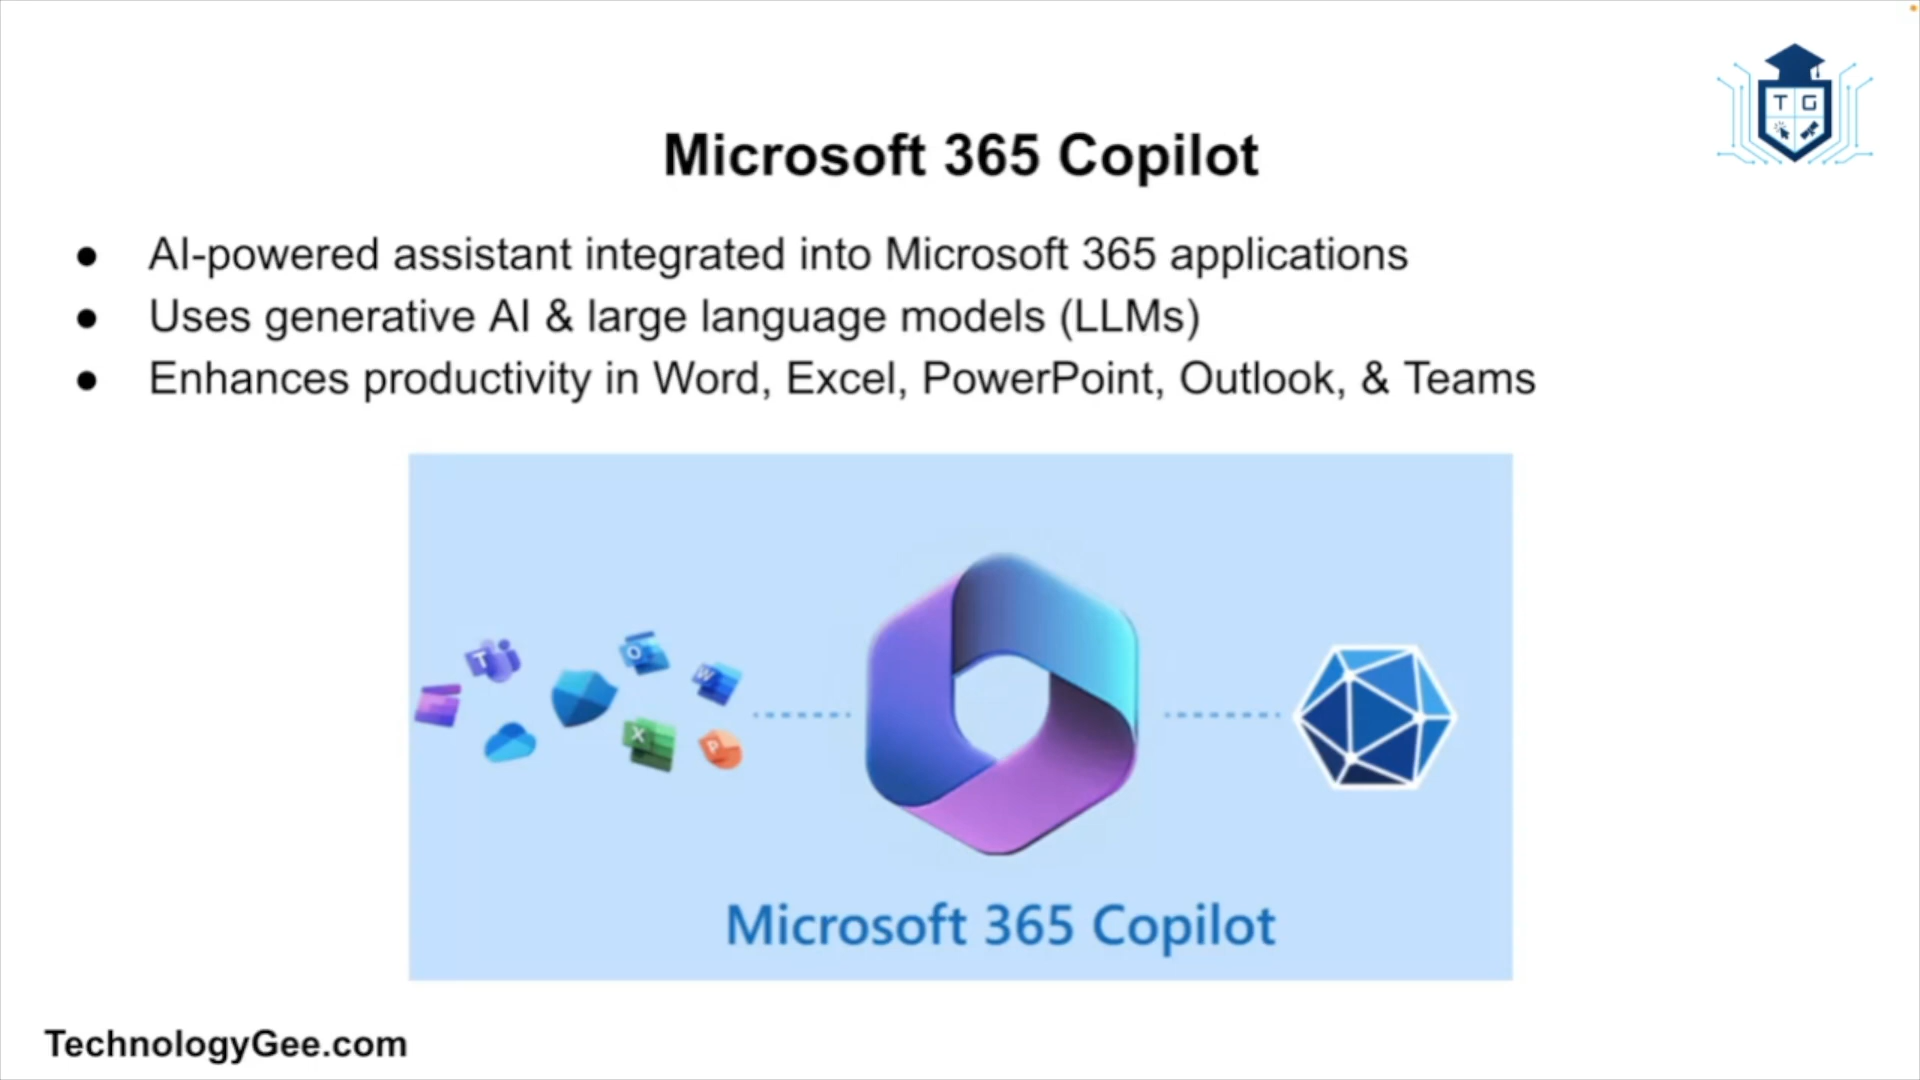 T G
Microsoft 365 Copilot
● AI-powered assistant integrated into Microsoft 365 applications
● Uses generative AI & large language models (LLMs)
● Enhances productivity in Word, Excel, PowerPoint, Outlook, & Teams
T
O
W
X
P
Microsoft 365 Copilot
TechnologyGee.com